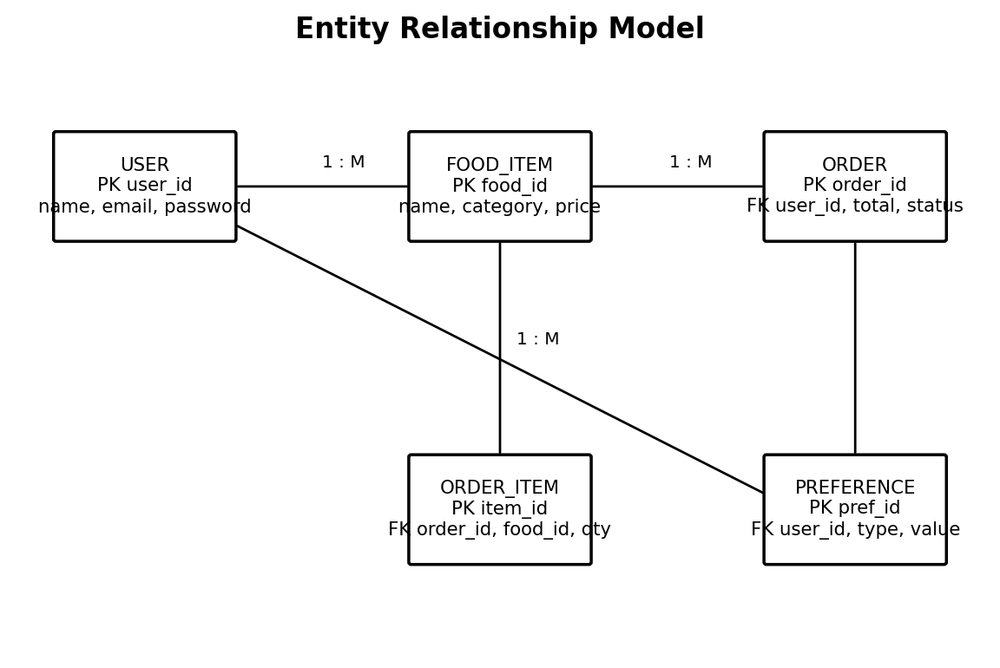 Entity Relationship Model
USER
PK user_id
name, email, password
1 : M
FOOD_ITEM
PK food_id
name, category, price
1 : M
ORDER
PK order_id
FK user_id, total, status
1 : M
ORDER_ITEM
PK item_id
FK order_id, food_id, qty
PREFERENCE
PK pref_id
FK user_id, type, value